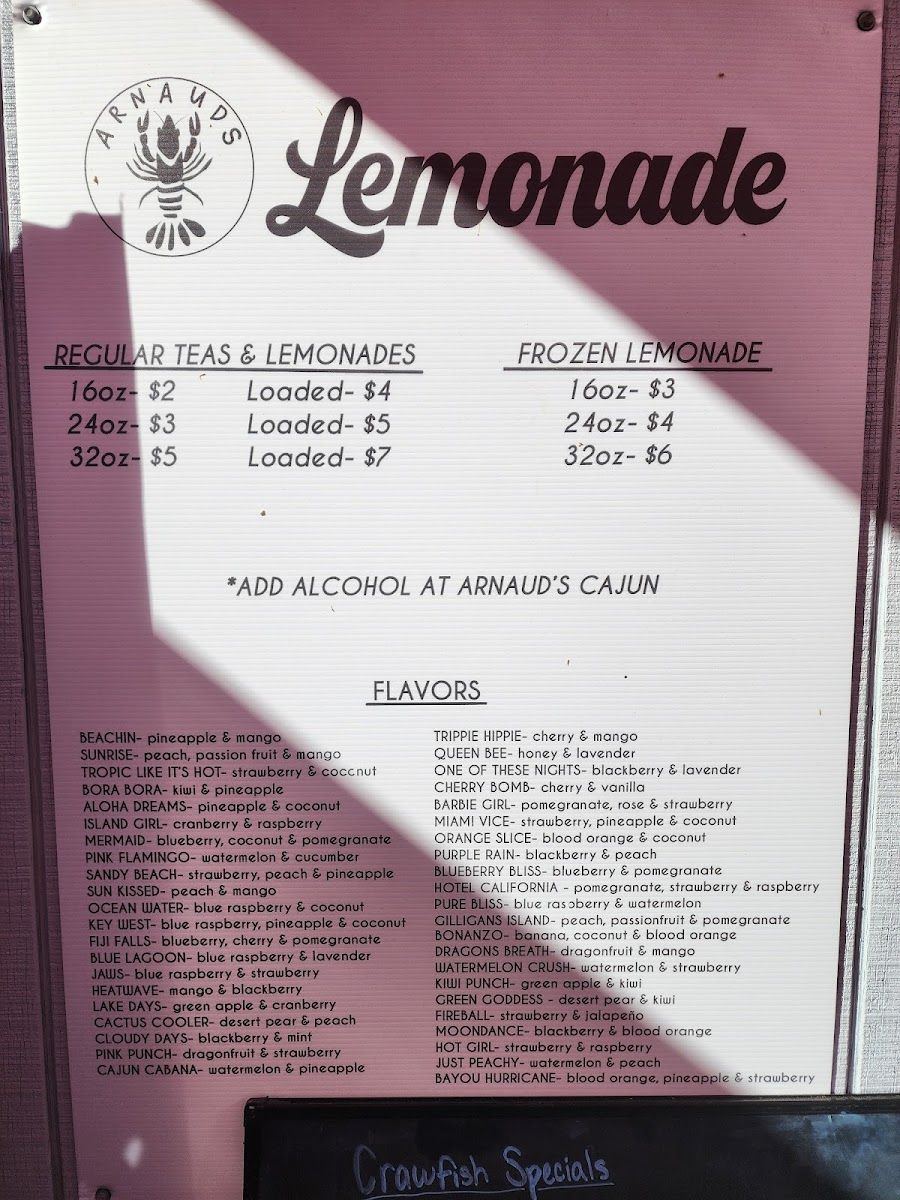 ARNAUDS
Lemonade
REGULAR TEAS & LEMONADES
16oz- $2 Loaded- $4
24oz- $3 Loaded- $5
32oz- $5 Loaded- $7
FROZEN LEMONADE
16oz- $3
24oz- $4
32oz- $6
*ADD ALCOHOL AT ARNAUD'S CAJUN
FLAVORS
BEACHIN- pineapple & mango
SUNRISE- peach, passion fruit & mango
TROPIC LIKE IT'S HOT- strawberry & coconut
BORA BORA- kiwi & pineapple
ALOHA DREAMS- pineapple & coconut
ISLAND GIRL- cranberry & raspberry
MERMAID- blueberry, coconut & pomegranate
PINK FLAMINGO- watermelon & cucumber
SANDY BEACH- strawberry, peach & pineapple
SUN KISSED- peach & mango
OCEAN WATER- blue raspberry & coconut
KEY WEST- blue raspberry, pineapple & coconut
FIJI FALLS- blueberry, cherry & pomegranate
BLUE LAGOON- blue raspberry & lavender
JAWS- blue raspberry & strawberry
HEATWAVE- mango & blackberry
LAKE DAYS- green apple & cranberry
CACTUS COOLER- desert pear & peach
CLOUDY DAYS- blackberry & mint
PINK PUNCH- dragonfruit & strawberry
CAJUN CABANA- watermelon & pineapple
TRIPPIE HIPPIE- cherry & mango
QUEEN BEE- honey & lavender
ONE OF THESE NIGHTS- blackberry & lavender
CHERRY BOMB- cherry & vanilla
BARBIE GIRL- pomegranate, rose & strawberry
MIAMI VICE- strawberry, pineapple & coconut
ORANGE SLICE- blood orange & coconut
PURPLE RAIN- blackberry & peach
BLUEBERRY BLISS- blueberry & pomegranate
HOTEL CALIFORNIA - pomegranate, strawberry & raspberry
PURE BLISS- blue raspberry & watermelon
GILLIGANS ISLAND- peach, passionfruit & pomegranate
BONANZO- banana, coconut & blood orange
DRAGONS BREATH- dragonfruit & mango
WATERMELON CRUSH- watermelon & strawberry
KIWI PUNCH- green apple & kiwi
GREEN GODDESS - desert pear & kiwi
FIREBALL- strawberry & jalapeño
MOONDANCE- blackberry & blood orange
HOT GIRL- strawberry & raspberry
JUST PEACHY- watermelon & peach
BAYOU HURRICANE- blood orange, pineapple & strawberry
Crawfish Specials